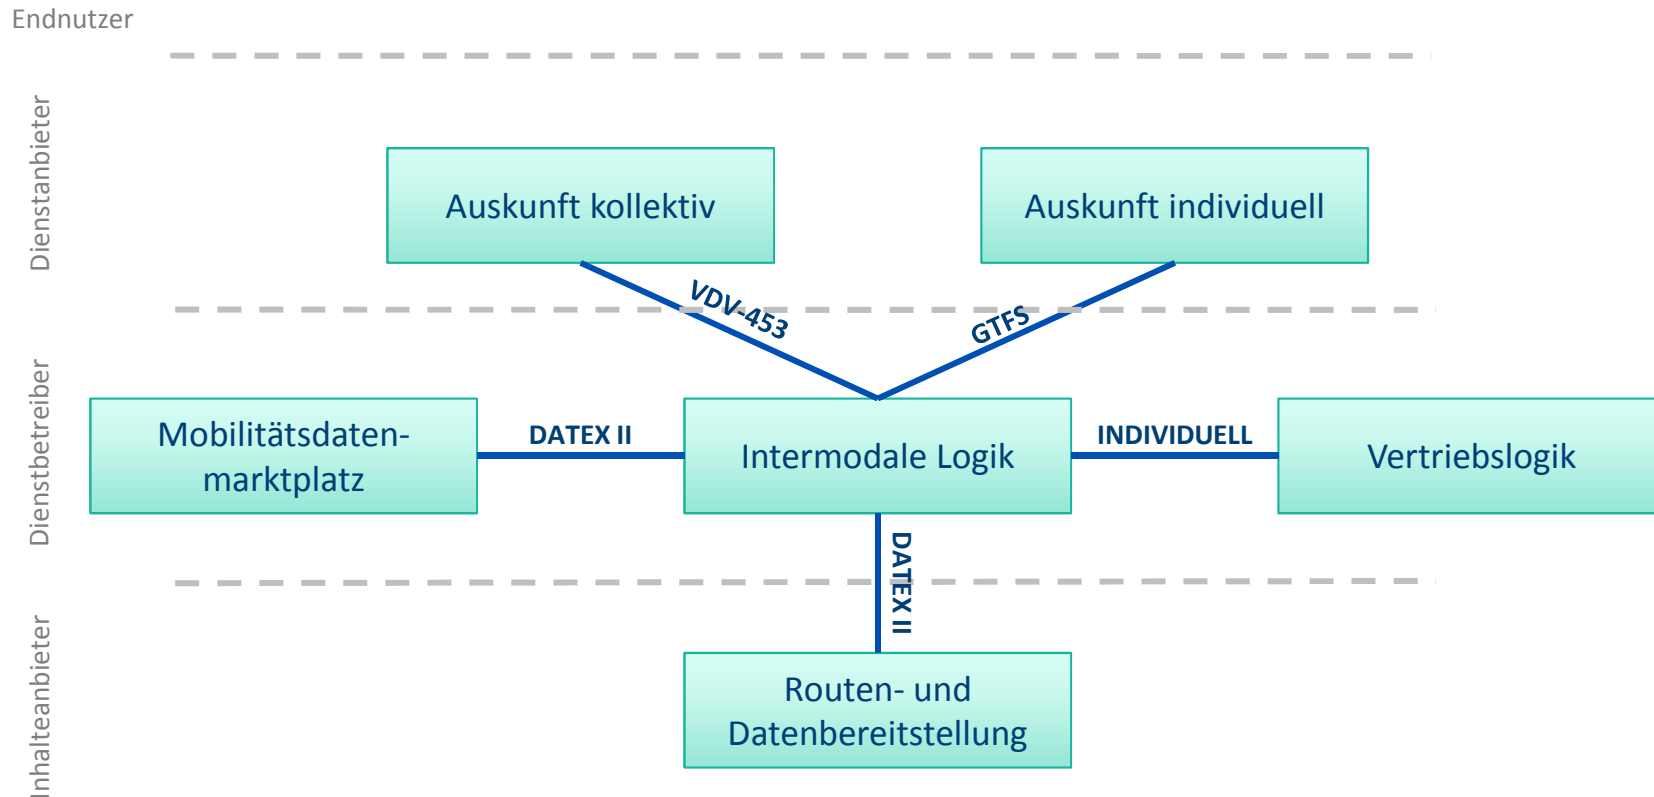 Endnutzer
Dienstanbieter
Auskunft kollektiv
Auskunft individuell
VDV-453
GTFS
Dienstbetreiber
Mobilitätsdaten-
marktplatz
DATEX II
Intermodale Logik
INDIVIDUELL
Vertriebslogik
DATEX II
Inhalteanbieter
Routen- und
Datenbereitstellung